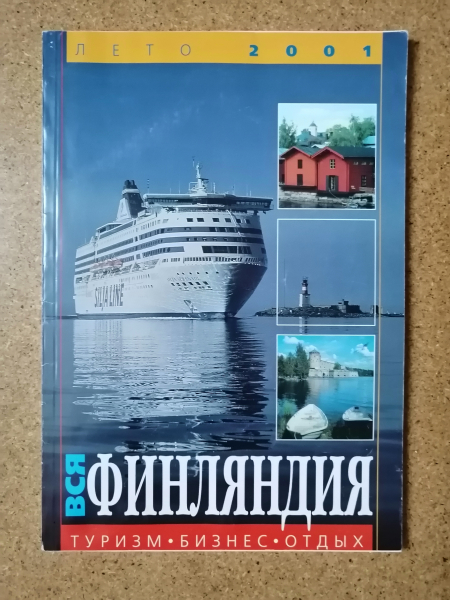 ЛЕТО 2001
SILJA LINE
ВСЯ
ФИНЛЯНДИЯ
ТУРИЗМ•БИЗНЕС•ОТДЫХ